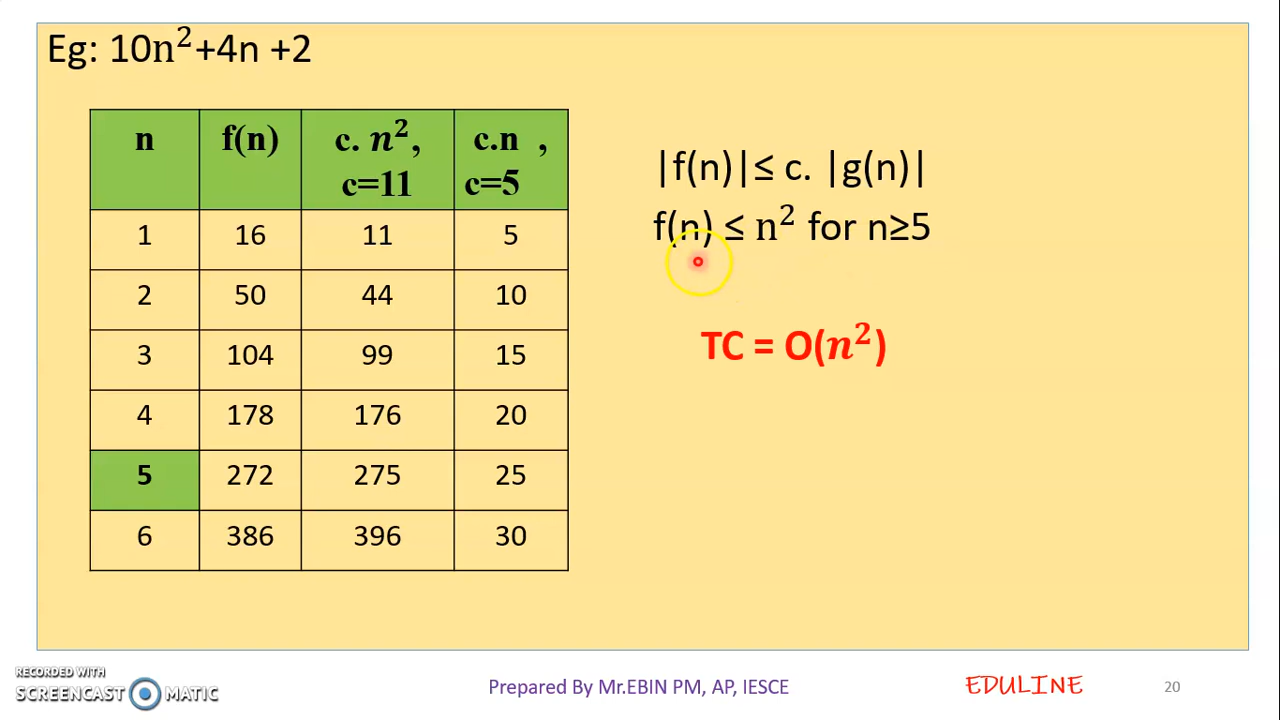 Eg: 10n²+4n +2
n f(n) c. n², c.n ,
c=11 c=5
1 16 11 5
2 50 44 10
3 104 99 15
4 178 176 20
5 272 275 25
6 386 396 30
|f(n)|≤ c. |g(n)|
f(n) ≤ n² for n≥5
TC = O(n²)
RECORDED WITH
SCREENCAST MATIC
Prepared By Mr.EBIN PM, AP, IESCE
EDULINE
20